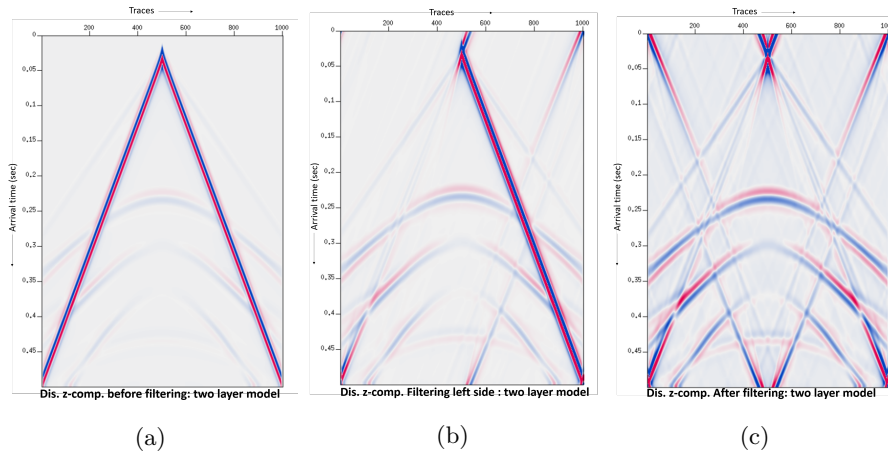 Traces
200 400 600 800 1000
0
0.05
0.1
0.15
0.2
0.25
0.3
0.35
0.4
0.45
Arrival time (sec)
Dis. z-comp. before filtering: two layer model
(a)
Traces
200 400 600 800 1000
0
0.05
0.1
0.15
0.2
0.25
0.3
0.35
0.4
0.45
Arrival time (sec)
Dis. z-comp. Filtering left side : two layer model
(b)
Traces
200 400 600 800 1000
0
0.05
0.1
0.15
0.2
0.25
0.3
0.35
0.4
0.45
Arrival time (sec)
Dis. z-comp. After filtering: two layer model
(c)